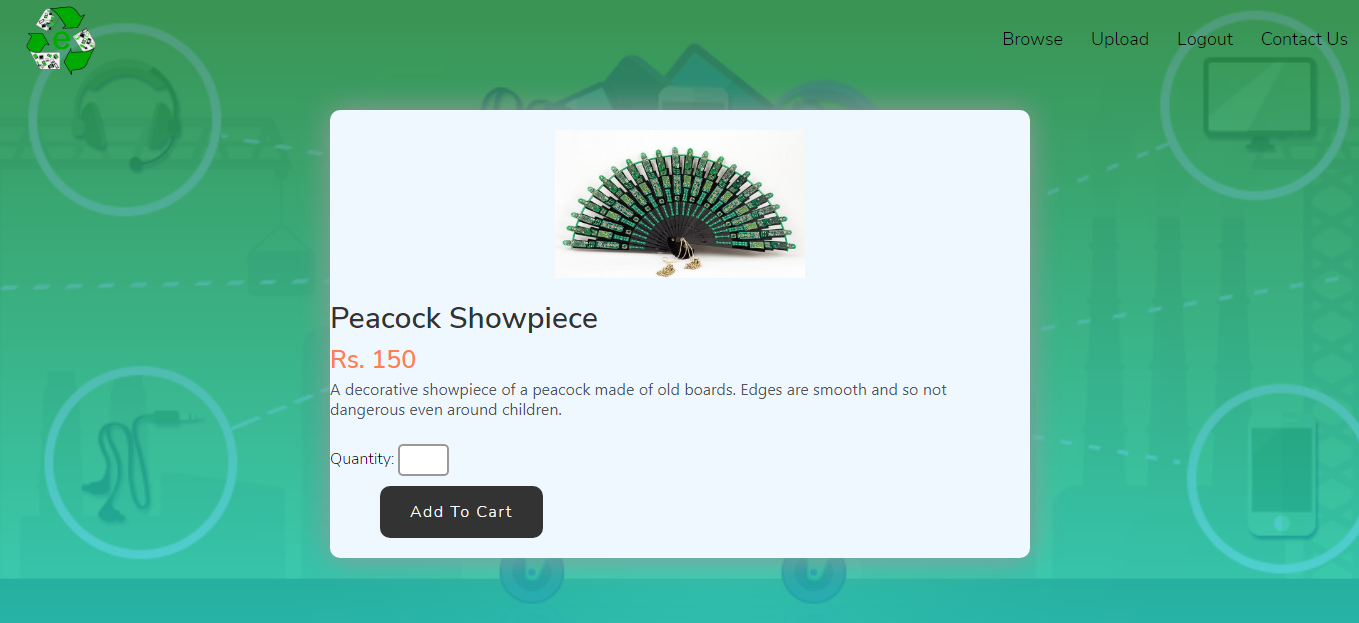 e
Browse Upload Logout Contact Us
Peacock Showpiece
Rs. 150
A decorative showpiece of a peacock made of old boards. Edges are smooth and so not
dangerous even around children.
Quantity:
Add To Cart